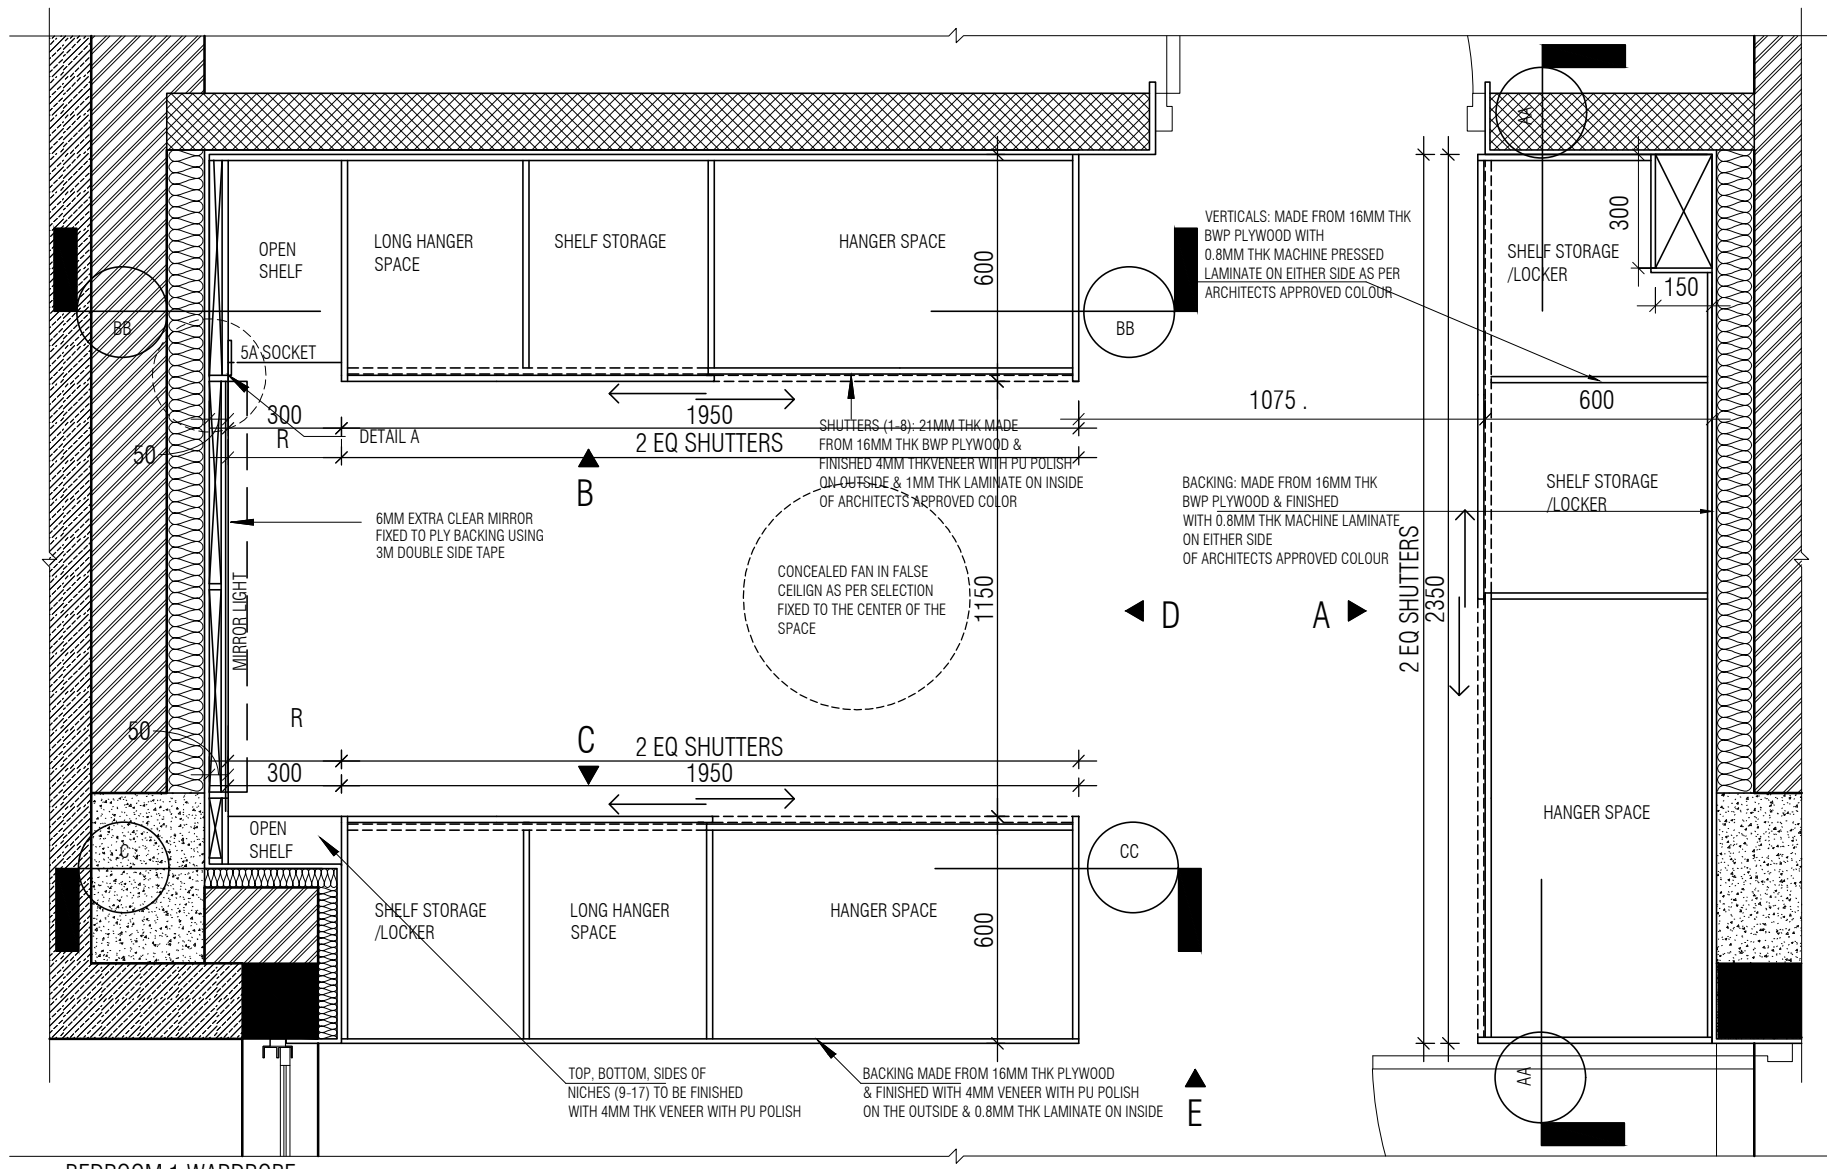 AA
300
OPEN
SHELF
LONG HANGER
SPACE
SHELF STORAGE
HANGER SPACE
600
VERTICALS: MADE FROM 16MM THK
BWP PLYWOOD WITH
0.8MM THK MACHINE PRESSED
LAMINATE ON EITHER SIDE AS PER
ARCHITECTS APPROVED COLOUR
SHELF STORAGE
/LOCKER
150
BB
BB
5A SOCKET
300
R
DETAIL A
50
1950
2 EQ SHUTTERS
B
SHUTTERS (1-8): 21MM THK MADE
FROM 16MM THK BWP PLYWOOD &
FINISHED 4MM THKVENEER WITH PU POLISH
ON OUTSIDE & 1MM THK LAMINATE ON INSIDE
OF ARCHITECTS APPROVED COLOR
1075 .
600
BACKING: MADE FROM 16MM THK
BWP PLYWOOD & FINISHED
WITH 0.8MM THK MACHINE LAMINATE
ON EITHER SIDE
OF ARCHITECTS APPROVED COLOUR
SHELF STORAGE
/LOCKER
6MM EXTRA CLEAR MIRROR
FIXED TO PLY BACKING USING
3M DOUBLE SIDE TAPE
MIRROR LIGHT
CONCEALED FAN IN FALSE
CEILIGN AS PER SELECTION
FIXED TO THE CENTER OF THE
SPACE
1150
D
A
2 EQ SHUTTERS
2350
50
R
300
C
2 EQ SHUTTERS
1950
HANGER SPACE
OPEN
SHELF
C
CC
SHELF STORAGE
/LOCKER
LONG HANGER
SPACE
HANGER SPACE
600
TOP, BOTTOM, SIDES OF
NICHES (9-17) TO BE FINISHED
WITH 4MM THK VENEER WITH PU POLISH
BACKING MADE FROM 16MM THK PLYWOOD
& FINISHED WITH 4MM VENEER WITH PU POLISH
ON THE OUTSIDE & 0.8MM THK LAMINATE ON INSIDE
E
AA
BEDROOM 1 WARDROBE